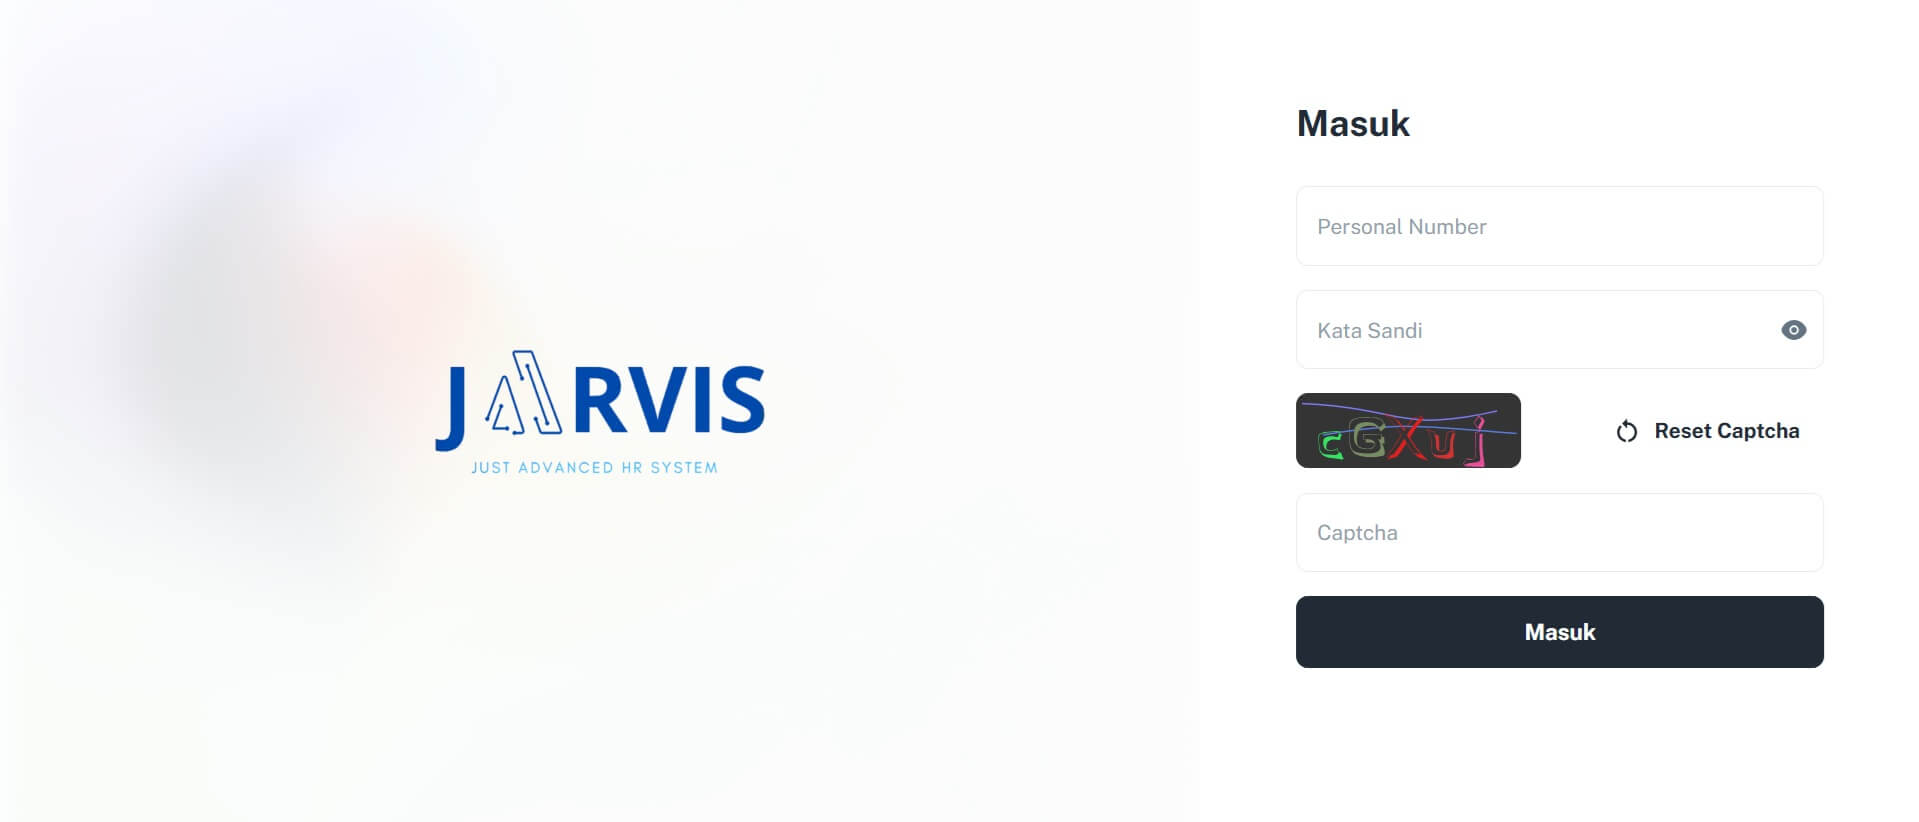 Masuk
Personal Number
Kata Sandi
JARVIS
JUST ADVANCED HR SYSTEM
cGXuj
Reset Captcha
Captcha
Masuk